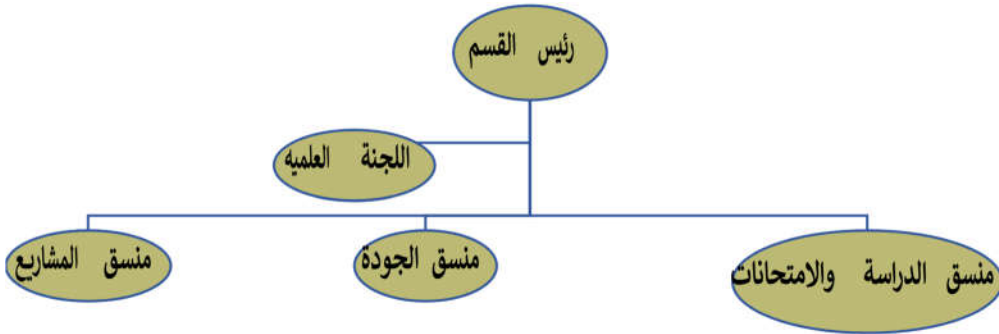 رئيس القسم
اللجنة العلميه
منسق الدراسة والامتحانات
منسق الجودة
منسق المشاريع